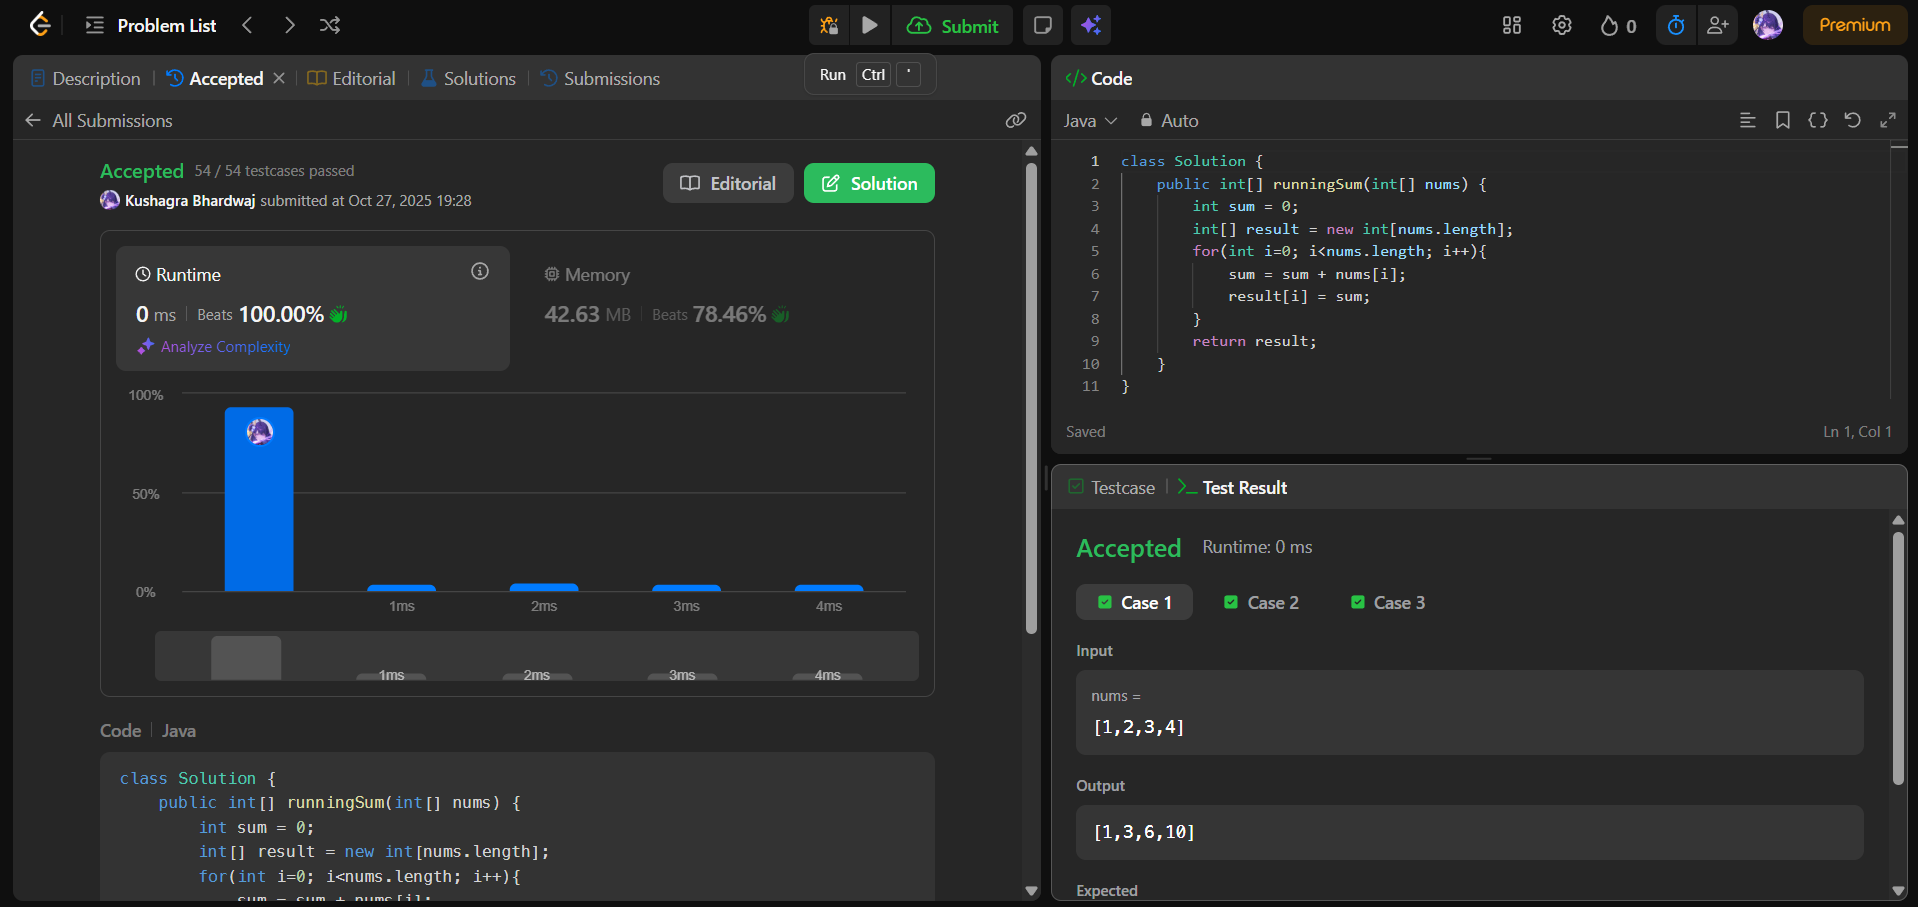 Problem List
Submit
0
Premium
Description
Accepted
Editorial
Solutions
Submissions
Run Ctrl '
All Submissions
Accepted 54 / 54 testcases passed
Kushagra Bhardwaj submitted at Oct 27, 2025 19:28
Editorial
Solution
Runtime
0 ms Beats 100.00%
Analyze Complexity
Memory
42.63 MB Beats 78.46%
100%
50%
0%
1ms 2ms 3ms 4ms
1ms 2ms 3ms 4ms
Code Java
class Solution {
    public int[] runningSum(int[] nums) {
        int sum = 0;
        int[] result = new int[nums.length];
        for(int i=0; i<nums.length; i++){
            sum = sum + nums[i];
</> Code
Java Auto
1 class Solution {
2     public int[] runningSum(int[] nums) {
3         int sum = 0;
4         int[] result = new int[nums.length];
5         for(int i=0; i<nums.length; i++){
6             sum = sum + nums[i];
7             result[i] = sum;
8         }
9         return result;
10     }
11 }
Saved
Ln 1, Col 1
Testcase
Test Result
Accepted Runtime: 0 ms
Case 1 Case 2 Case 3
Input
nums =
[1,2,3,4]
Output
[1,3,6,10]
Expected